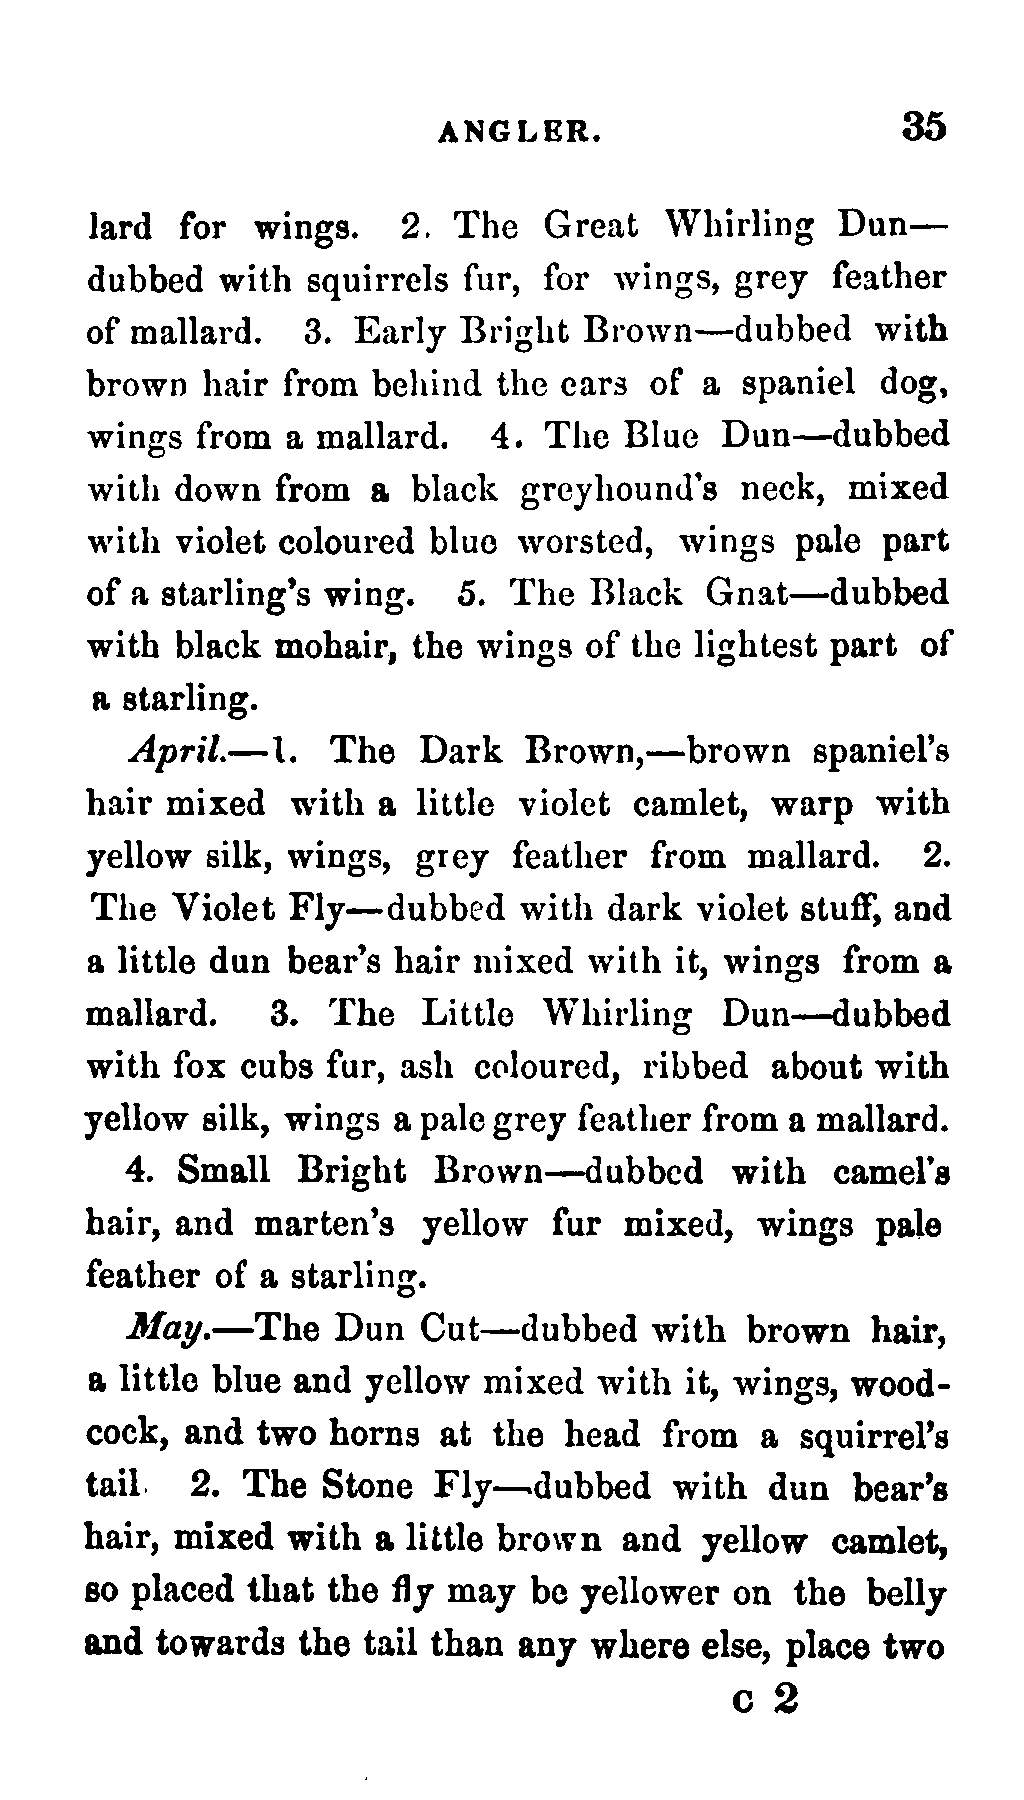 ANGLER. 35
lard for wings. 2. The Great Whirling Dun—
dubbed with squirrels fur, for wings, grey feather
of mallard. 3. Early Bright Brown—dubbed with
brown hair from behind the ears of a spaniel dog,
wings from a mallard. 4. The Blue Dun—dubbed
with down from a black greyhound's neck, mixed
with violet coloured blue worsted, wings pale part
of a starling's wing. 5. The Black Gnat—dubbed
with black mohair, the wings of the lightest part of
a starling.
April.—1. The Dark Brown,—brown spaniel's
hair mixed with a little violet camlet, warp with
yellow silk, wings, grey feather from mallard. 2.
The Violet Fly—dubbed with dark violet stuff, and
a little dun bear's hair mixed with it, wings from a
mallard. 3. The Little Whirling Dun—dubbed
with fox cubs fur, ash coloured, ribbed about with
yellow silk, wings a pale grey feather from a mallard.
4. Small Bright Brown—dubbed with camel's
hair, and marten's yellow fur mixed, wings pale
feather of a starling.
May.—The Dun Cut—dubbed with brown hair,
a little blue and yellow mixed with it, wings, wood-
cock, and two horns at the head from a squirrel's
tail. 2. The Stone Fly—dubbed with dun bear's
hair, mixed with a little brown and yellow camlet,
so placed that the fly may be yellower on the belly
and towards the tail than any where else, place two
C 2